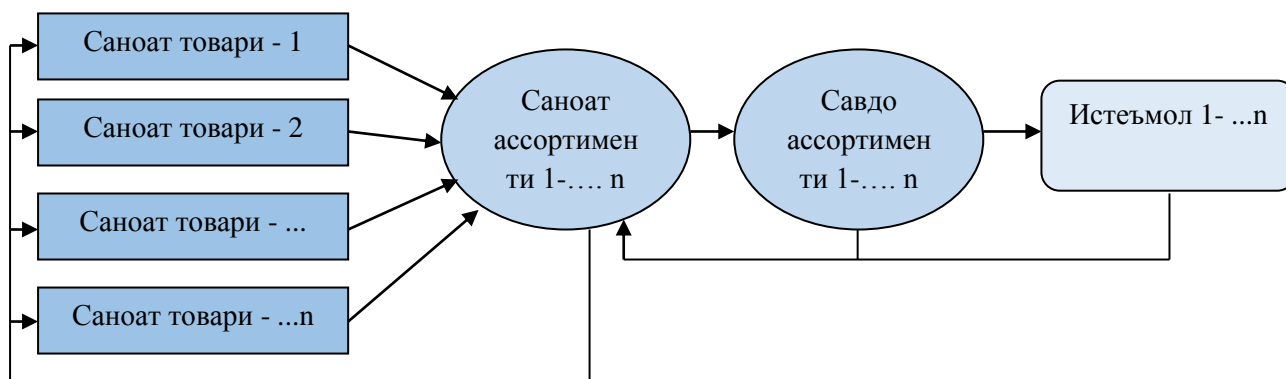 Саноат товари - 1
Саноат товари - 2
Саноат товари - ...
Саноат товари - ...n
Саноат
ассортимен
ти 1-…. n
Савдо
ассортимен
ти 1-…. n
Истеъмол 1- ...n